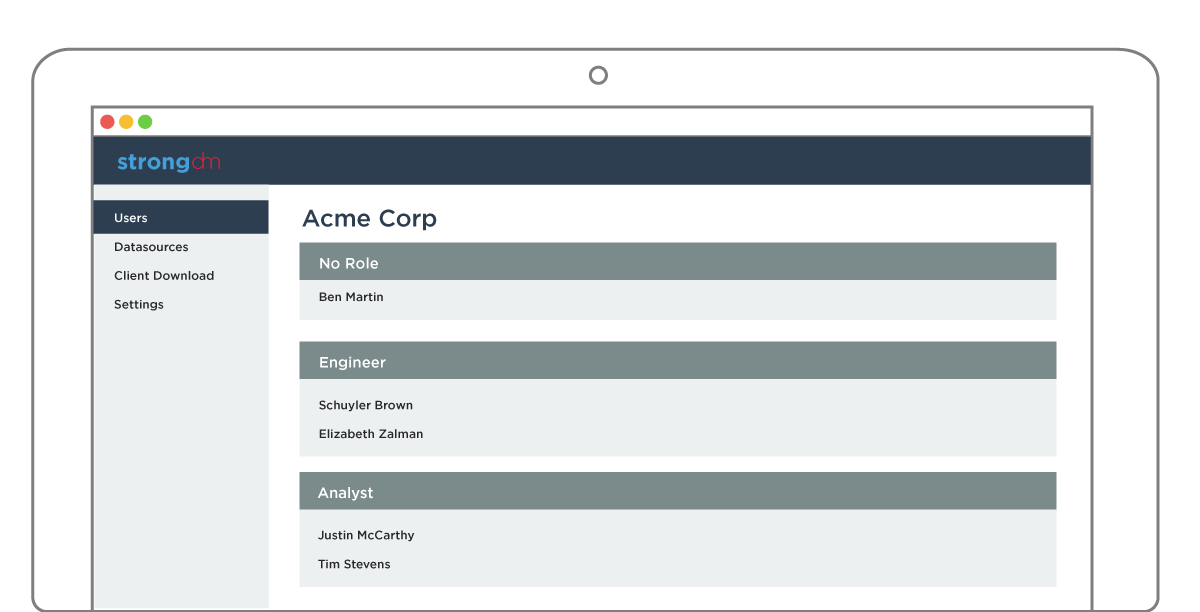 strongdm
Users
Datasources
Client Download
Settings
Acme Corp
No Role
Ben Martin
Engineer
Schuyler Brown
Elizabeth Zalman
Analyst
Justin McCarthy
Tim Stevens